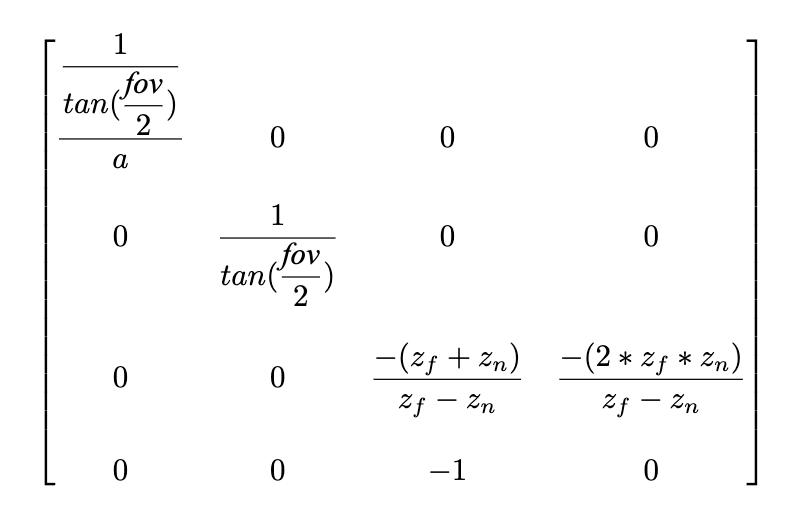 1
tan(fov/2)
a 0 0 0
0 1/tan(fov/2) 0 0
0 0 −(z_f + z_n)/z_f − z_n −(2 ∗ z_f ∗ z_n)/z_f − z_n
0 0 −1 0